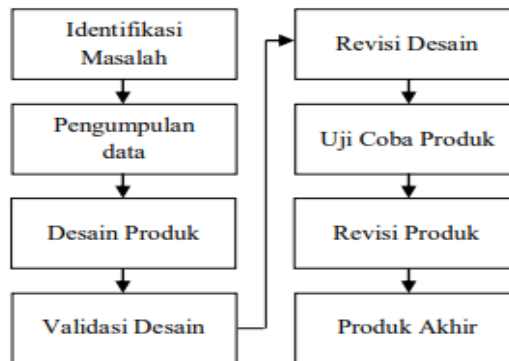 Identifikasi
Masalah
Pengumpulan
data
Desain Produk
Validasi Desain
Revisi Desain
Uji Coba Produk
Revisi Produk
Produk Akhir